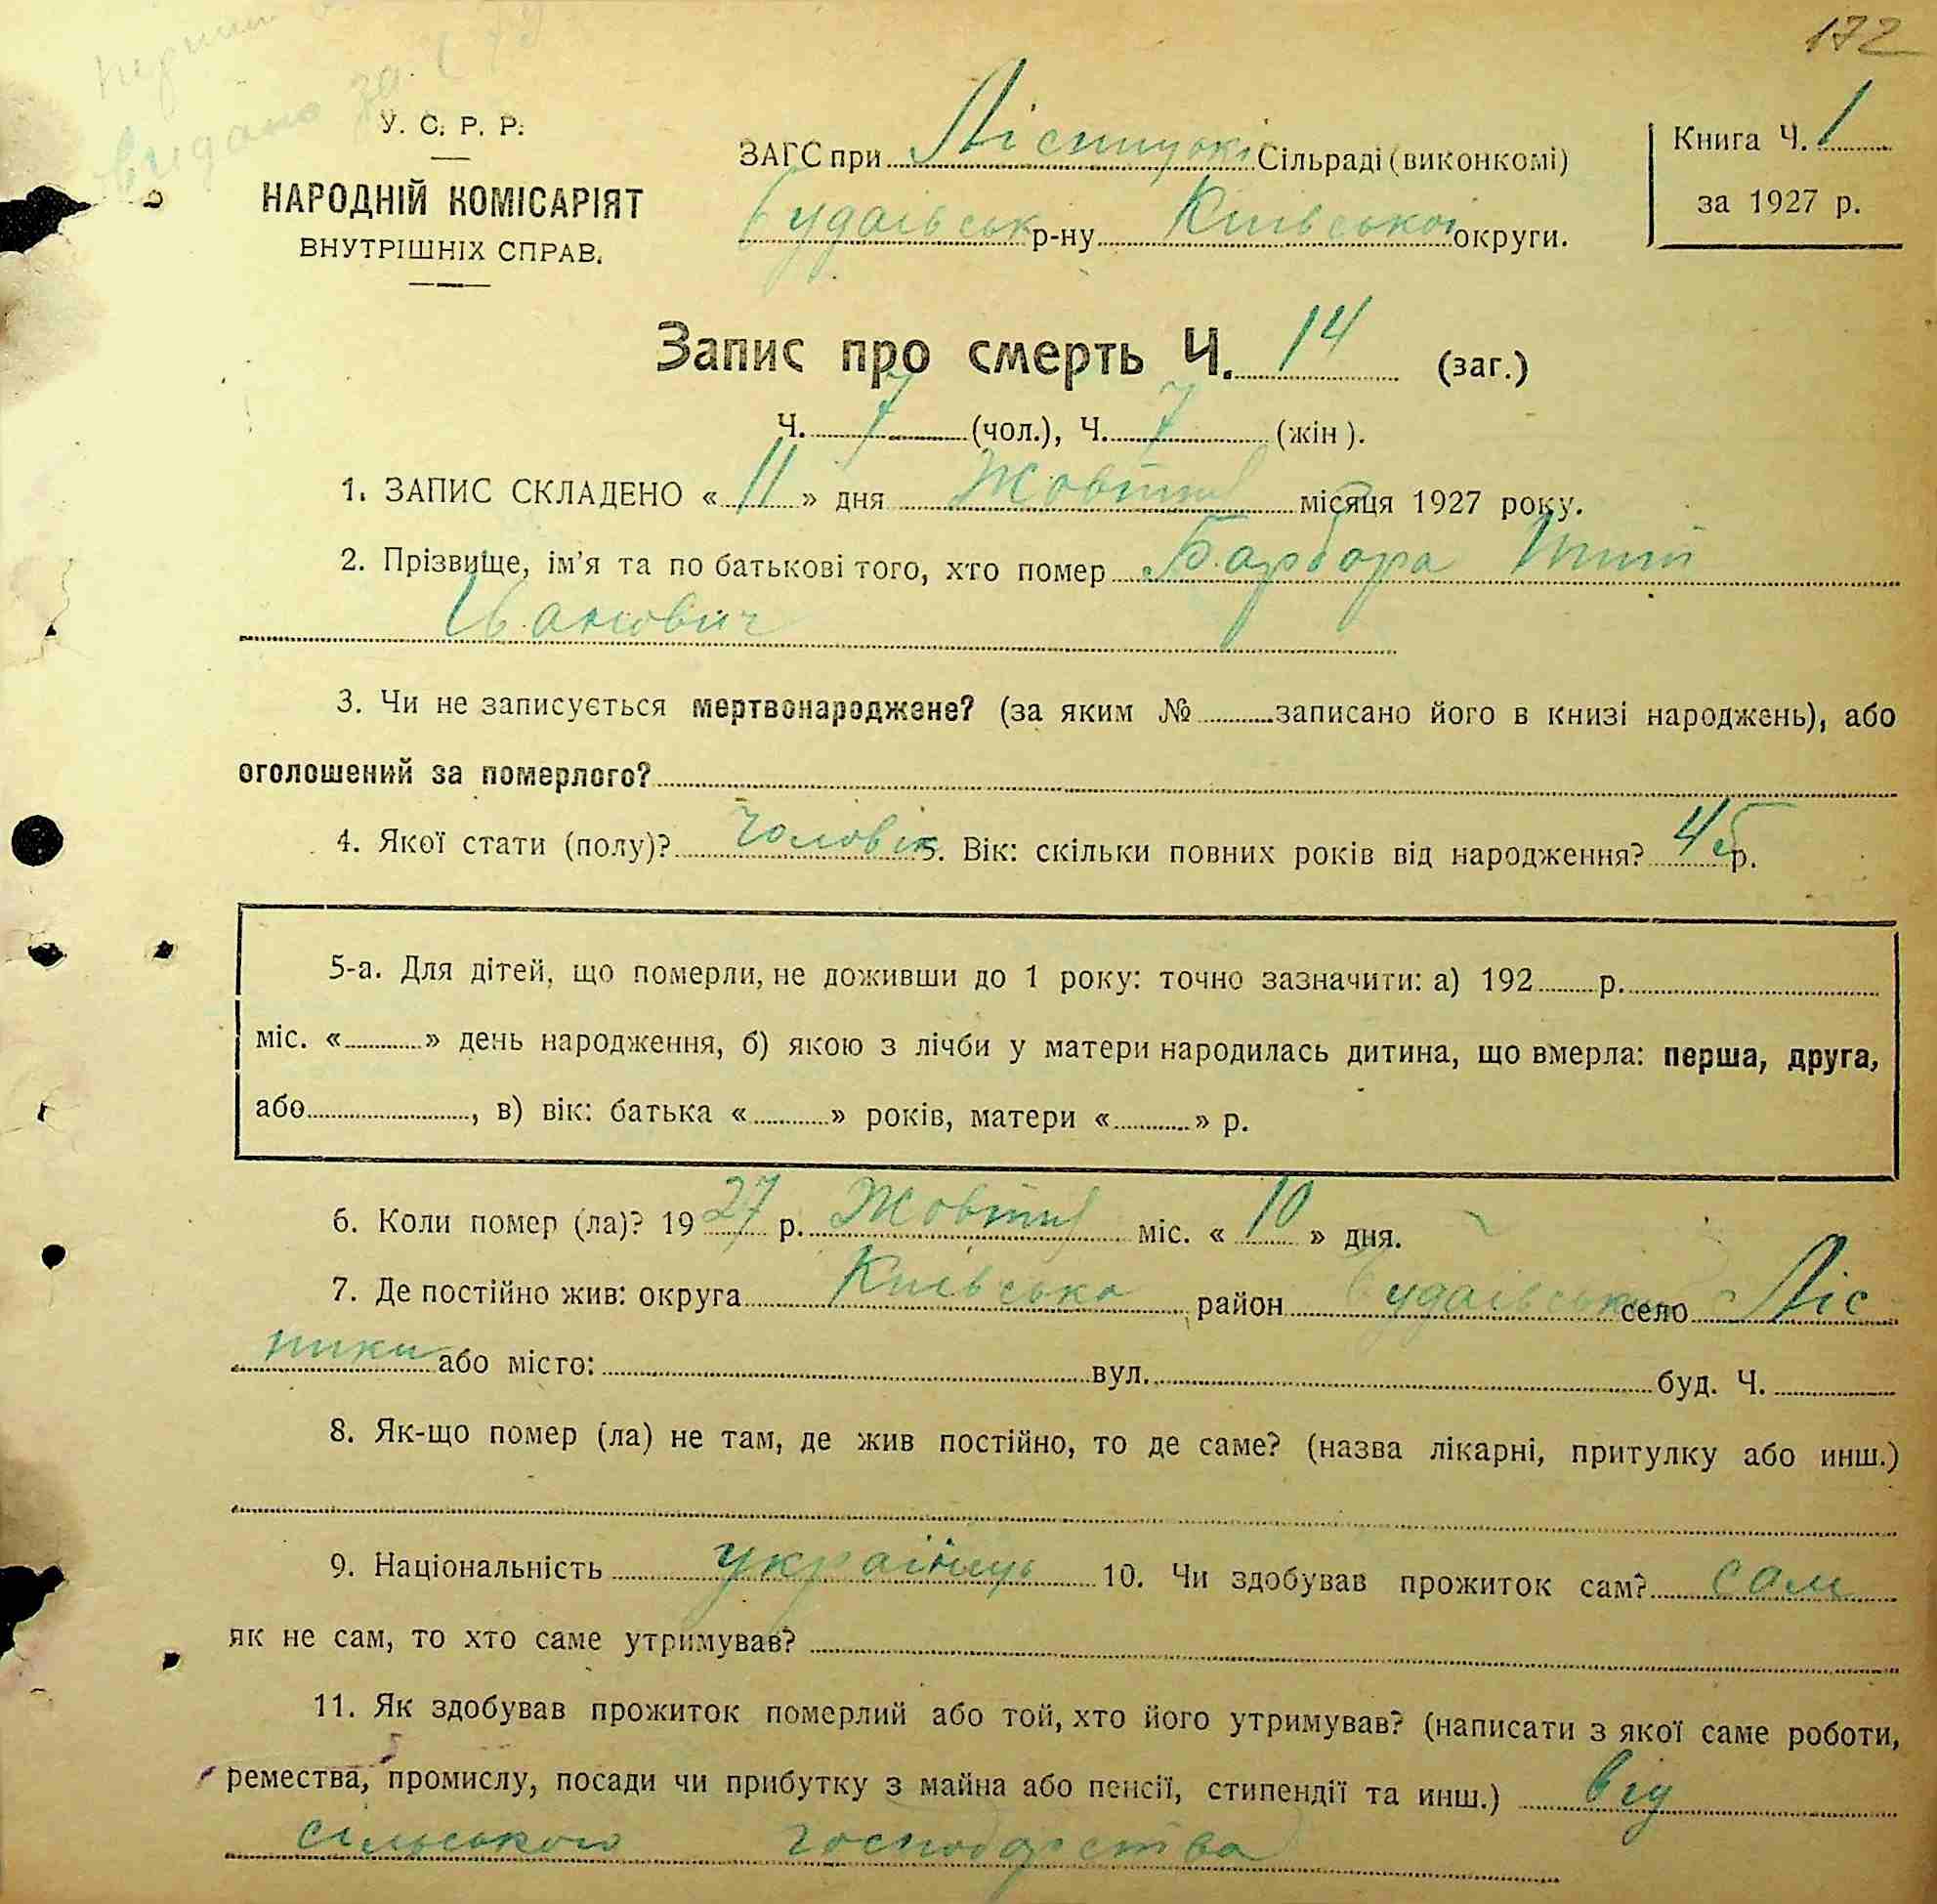 172
видано за
У. С. Р. Р.
НАРОДНІЙ КОМІСАРІЯТ
ВНУТРІШНІХ СПРАВ.
ЗАГС при Сільраді (виконкомі)
Будаівськ р-ну Київської округи.
Книга Ч. 1
за 1927 р.
Запис про смерть Ч. 14 (заг.)
Ч. 7 (чол.), Ч. 7 (жін).
1. ЗАПИС СКЛАДЕНО « 11 » дня Жовтня місяця 1927 року.
2. Прізвище, ім'я та по батькові того, хто помер Барбора
Іванович
3. Чи не записується мертвонароджене? (за яким № записано його в книзі народжень), або
оголошений за померлого?
4. Якої стати (полу)? чоловік 5. Вік: скільки повних років від народження? р.
5-а. Для дітей, що померли, не доживши до 1 року: точно зазначити: а) 192 р.
міс. « » день народження, б) якою з лічби у матери народилась дитина, що вмерла: перша, друга,
або , в) вік: батька « » років, матери « » р.
6. Коли помер (ла)? 1927 р. Жовтня міс. « 10 » дня.
7. Де постійно жив: округа Київська район Будаівський село Ліс
ники або місто: вул. буд. Ч.
8. Як-що помер (ла) не там, де жив постійно, то де саме? (назва лікарні, притулку або инш.)
9. Національність українець 10. Чи здобував прожиток сам? сам
як не сам, то хто саме утримував?
11. Як здобував прожиток померлий або той, хто його утримував? (написати з якої саме роботи,
ремества, промислу, посади чи прибутку з майна або пенсії, стипендії та инш.) від
сільського господарства